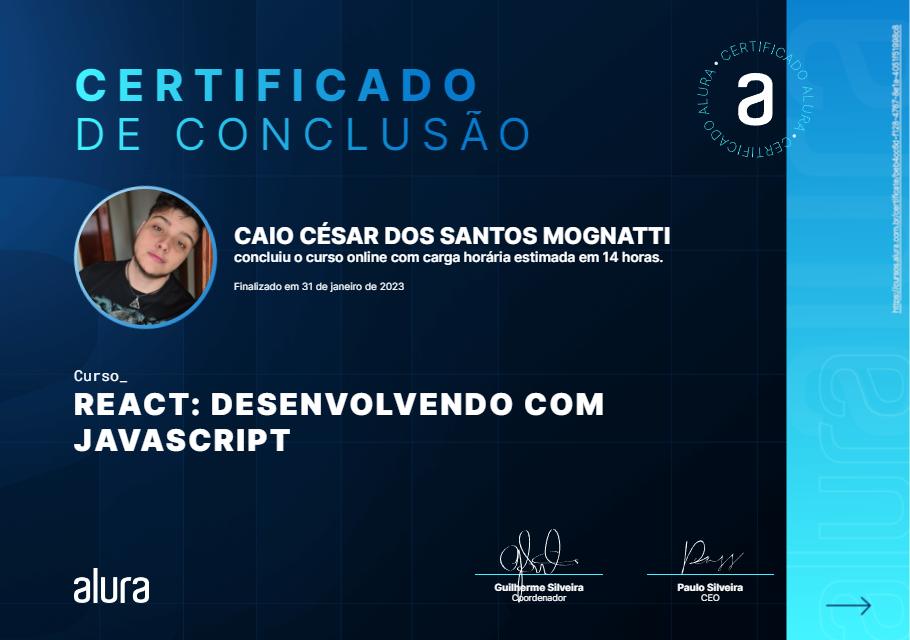 CERTIFICADO
DE CONCLUSÃO
CERTIFICADO ALURA • CERTIFICADO ALURA •
a
CAIO CÉSAR DOS SANTOS MOGNATTI
concluiu o curso online com carga horária estimada em 14 horas.
Finalizado em 31 de janeiro de 2023
Curso_
REACT: DESENVOLVENDO COM
JAVASCRIPT
alura
Guilherme Silveira
Coordenador
Paulo Silveira
CEO
alura